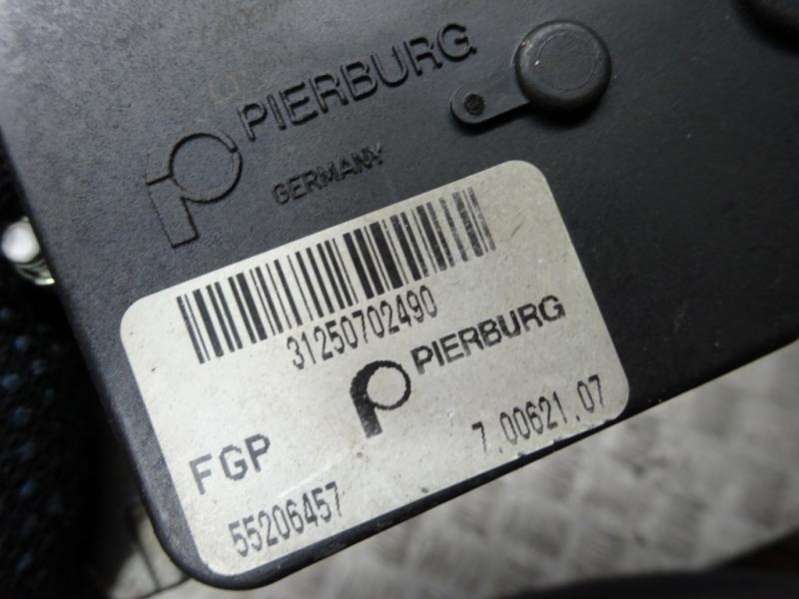 PIERBURG
GERMANY
31250702490
PIERBURG
FGP
7.00621.07
55206457